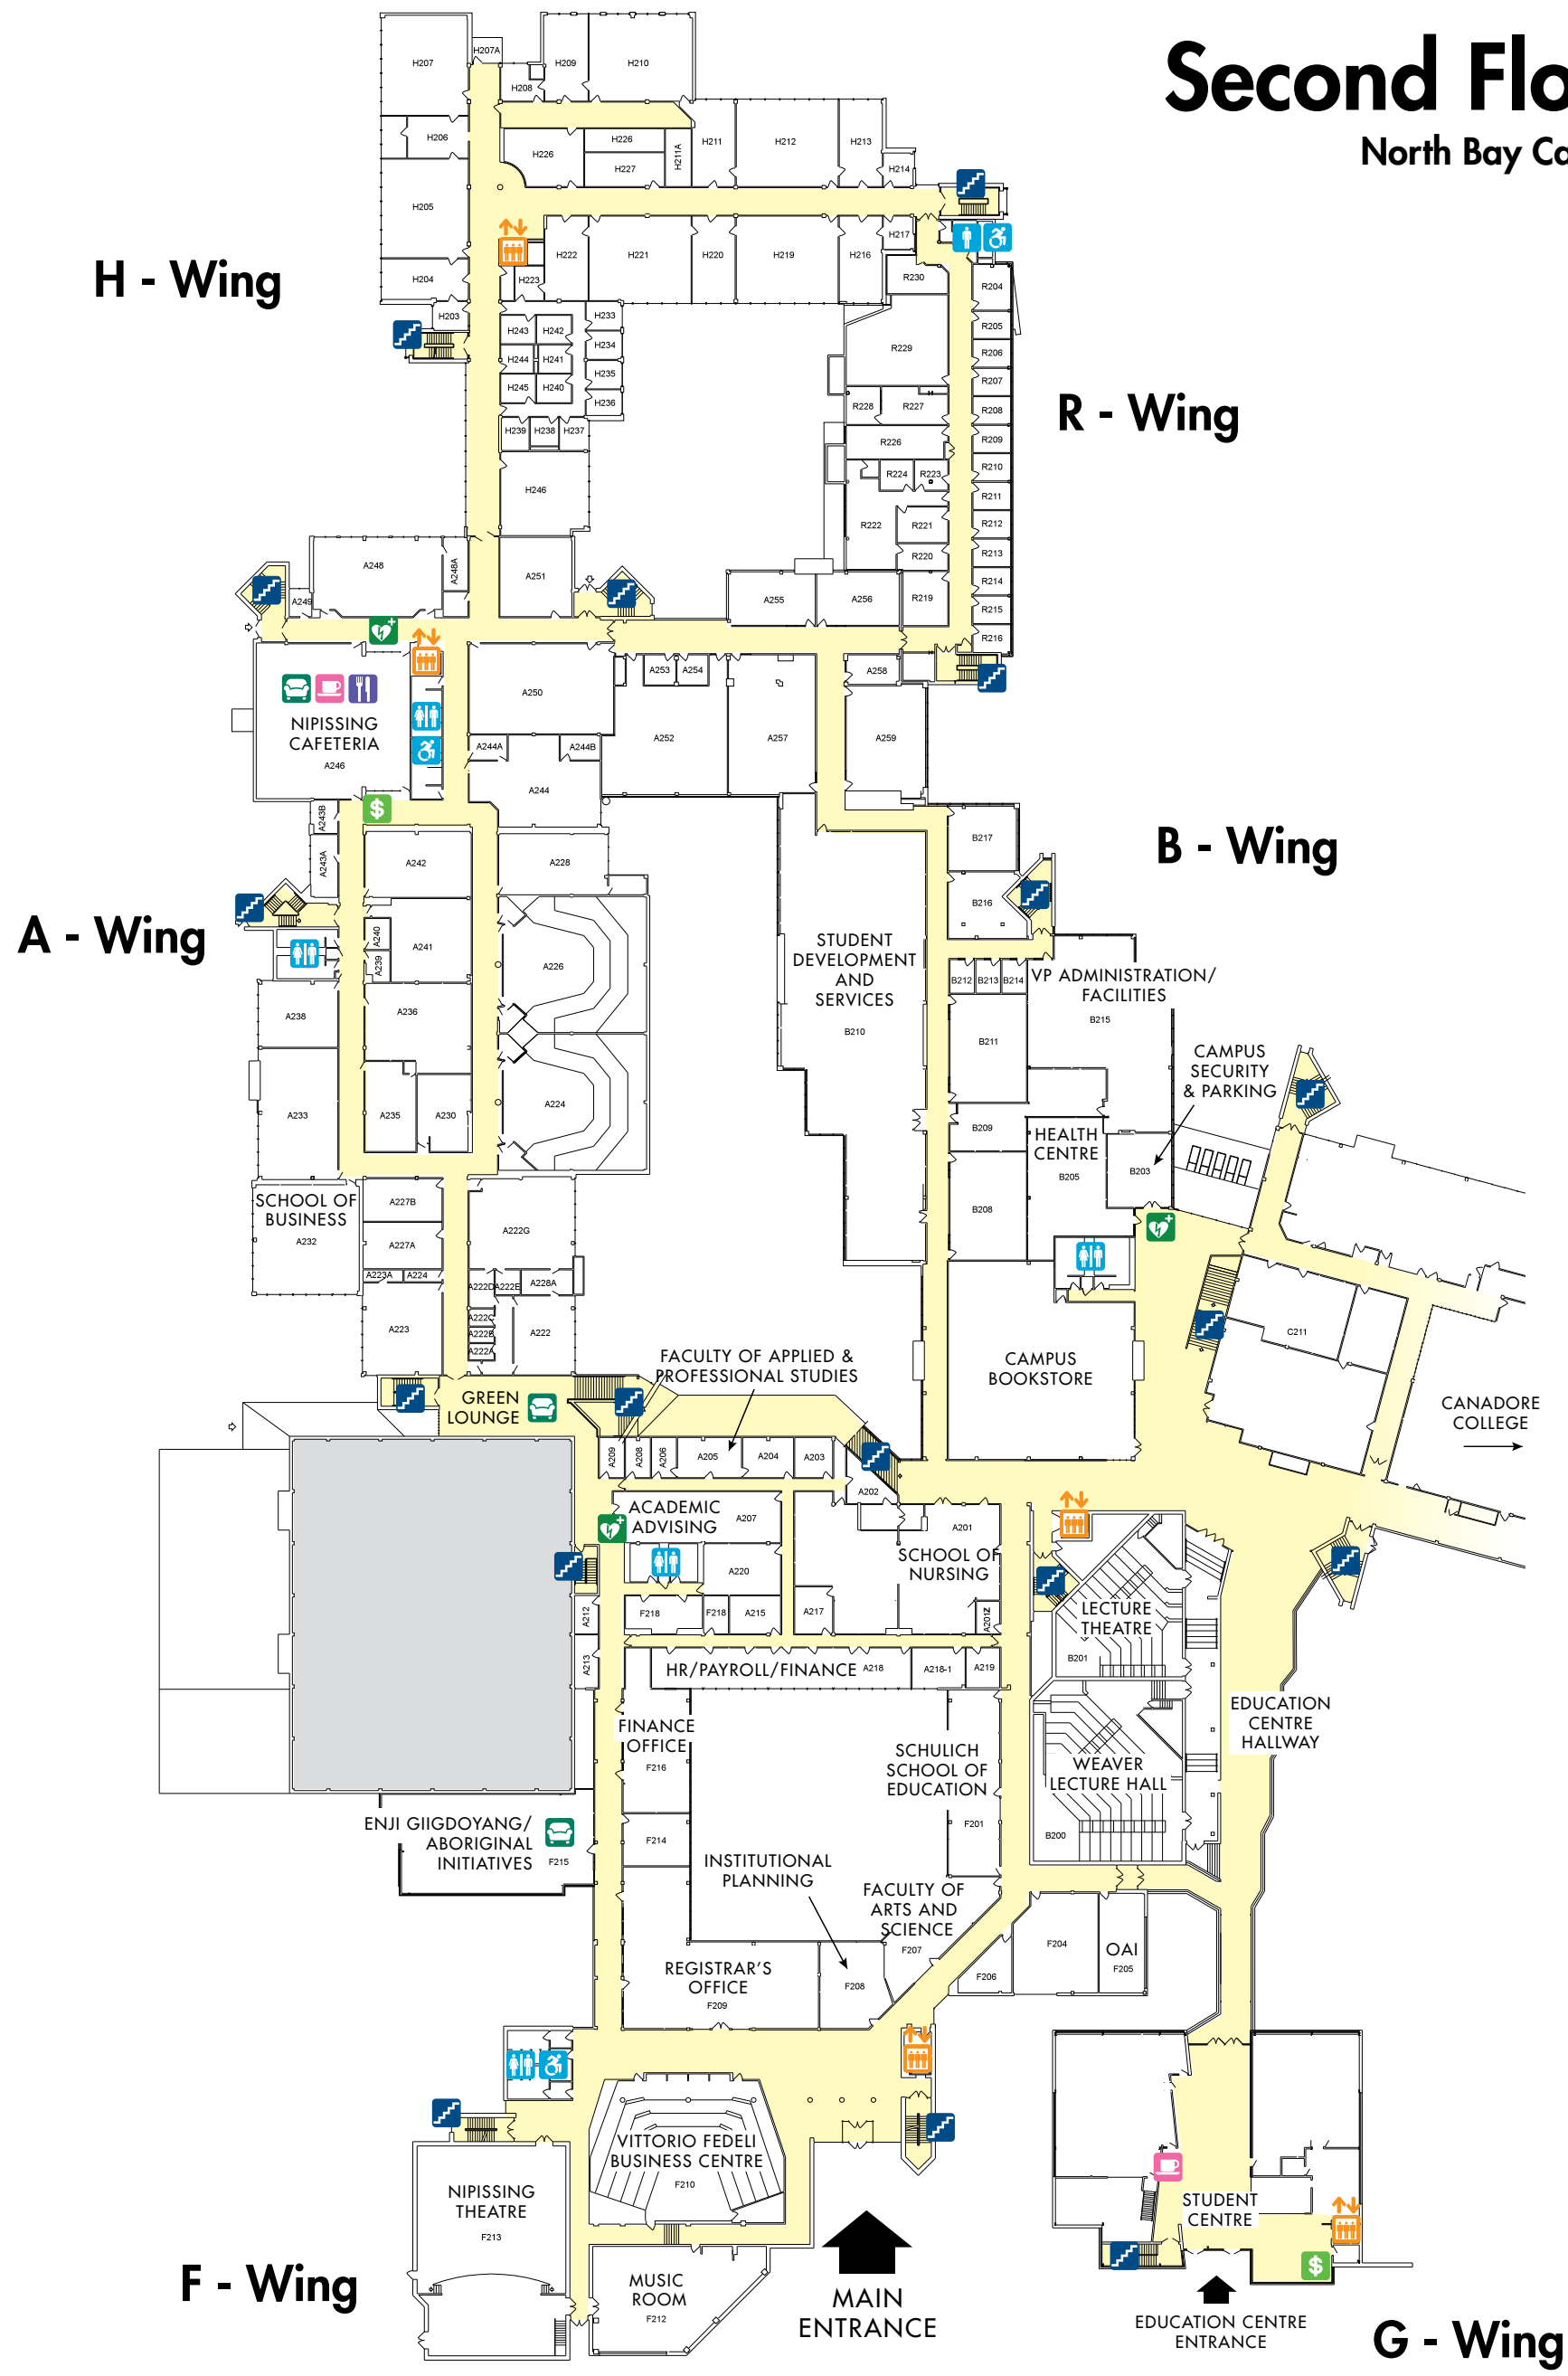 Second Flo
North Bay Ca
H207
H207A
H209
H210
H208
H206
H226
H226
H227
H211A
H211
H212
H213
H214
H205
H204
H203
H222
H223
H221
H220
H219
H216
H217
H - Wing
R230
R204
R229
R205
R206
R207
R208
R209
R210
R211
R212
R213
R214
R215
R216
R228
R227
R226
R224
R223
R222
R221
R220
R219
R - Wing
H243
H242
H233
H244
H241
H234
H245
H240
H235
H236
H239
H238
H237
H246
A248
A248A
A249
A251
A255
A256
A253
A254
A258
A250
A252
A257
A259
NIPISSING
CAFETERIA
A246
A244A
A244B
A244
A243B
A243A
A242
A228
A240
A239
A241
A226
A238
A236
A233
A235
A230
A224
A - Wing
B - Wing
B217
B216
B212
B213
B214
VP ADMINISTRATION/
FACILITIES
B215
STUDENT
DEVELOPMENT
AND
SERVICES
B210
B211
CAMPUS
SECURITY
& PARKING
B209
HEALTH
CENTRE
B205
B203
B208
SCHOOL OF
BUSINESS
A232
A227B
A227A
A223A
A224
A223
A222G
A222D
A222E
A228A
A222C
A222B
A222A
A222
C211
CAMPUS
BOOKSTORE
CANADORE
COLLEGE
FACULTY OF APPLIED &
PROFESSIONAL STUDIES
GREEN
LOUNGE
A209
A208
A206
A205
A204
A203
A202
ACADEMIC
ADVISING
A207
A201
SCHOOL OF
NURSING
A220
F218
F218
A215
A217
A201Z
A212
A213
LECTURE
THEATRE
B201
HR/PAYROLL/FINANCE
A218
A218-1
A219
FINANCE
OFFICE
F216
SCHULICH
SCHOOL OF
EDUCATION
F201
EDUCATION
CENTRE
HALLWAY
WEAVER
LECTURE HALL
B200
ENJI GIIGDOYANG/
ABORIGINAL
INITIATIVES
F215
F214
INSTITUTIONAL
PLANNING
FACULTY OF
ARTS AND
SCIENCE
F207
F204
OAI
F205
F206
REGISTRAR'S
OFFICE
F209
F208
VITTORIO FEDELI
BUSINESS CENTRE
F210
NIPISSING
THEATRE
F213
MUSIC
ROOM
F212
F - Wing
MAIN
ENTRANCE
STUDENT
CENTRE
EDUCATION CENTRE
ENTRANCE
G - Wing
$
$